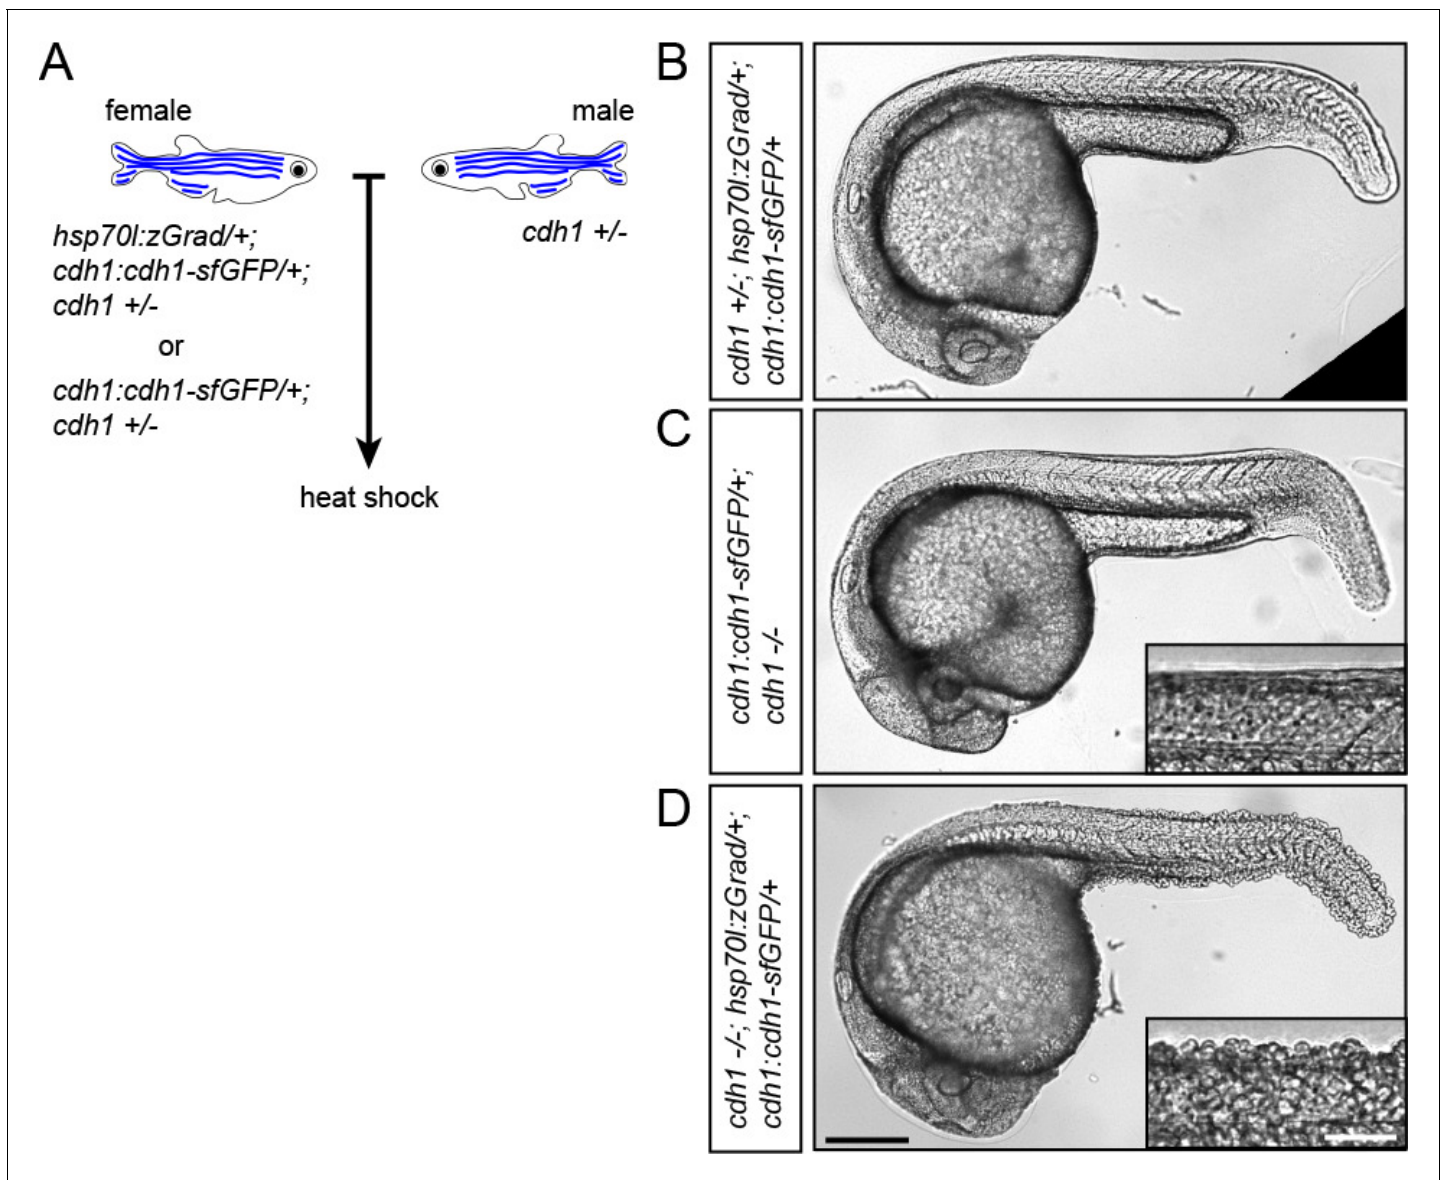 A
female
male
hsp70l:zGrad/+;
cdh1:cdh1-sfGFP/+;
cdh1 +/-
or
cdh1:cdh1-sfGFP/+;
cdh1 +/-
cdh1 +/-
heat shock
B
cdh1 +/-; hsp70l:zGrad/+;
cdh1:cdh1-sfGFP/+
C
cdh1:cdh1-sfGFP/+;
cdh1 -/-
D
cdh1 -/-; hsp70l:zGrad/+;
cdh1:cdh1-sfGFP/+